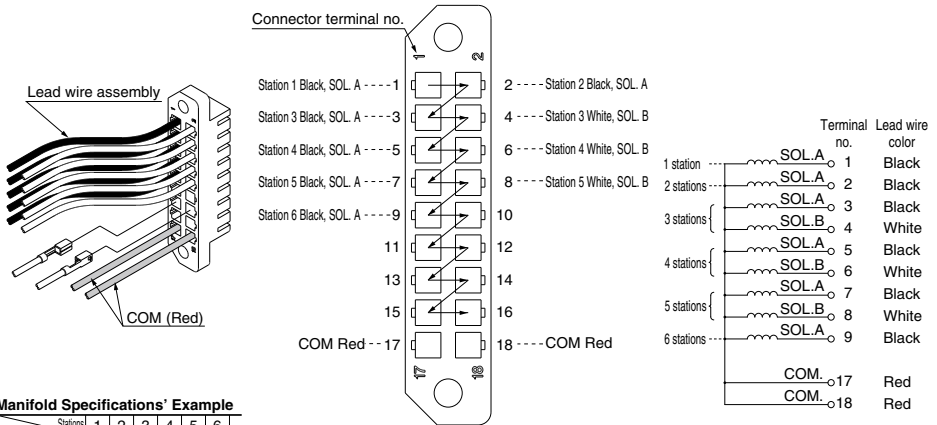 Connector terminal no.
Lead wire assembly
COM (Red)
1
2
Station 1 Black, SOL. A 1
2 Station 2 Black, SOL. A
Station 3 Black, SOL. A 3
4 Station 3 White, SOL. B
Station 4 Black, SOL. A 5
6 Station 4 White, SOL. B
Station 5 Black, SOL. A 7
8 Station 5 White, SOL. B
Station 6 Black, SOL. A 9
10
11
12
13
14
15
16
COM Red 17
18 COM Red
17
18
Terminal no. Lead wire color
1 station SOL.A 1 Black
2 stations SOL.A 2 Black
3 stations SOL.A 3 Black
SOL.B 4 White
4 stations SOL.A 5 Black
SOL.B 6 White
5 stations SOL.A 7 Black
SOL.B 8 White
6 stations SOL.A 9 Black
COM. 17 Red
COM. 18 Red
Manifold Specifications' Example
Stations 1 2 3 4 5 6